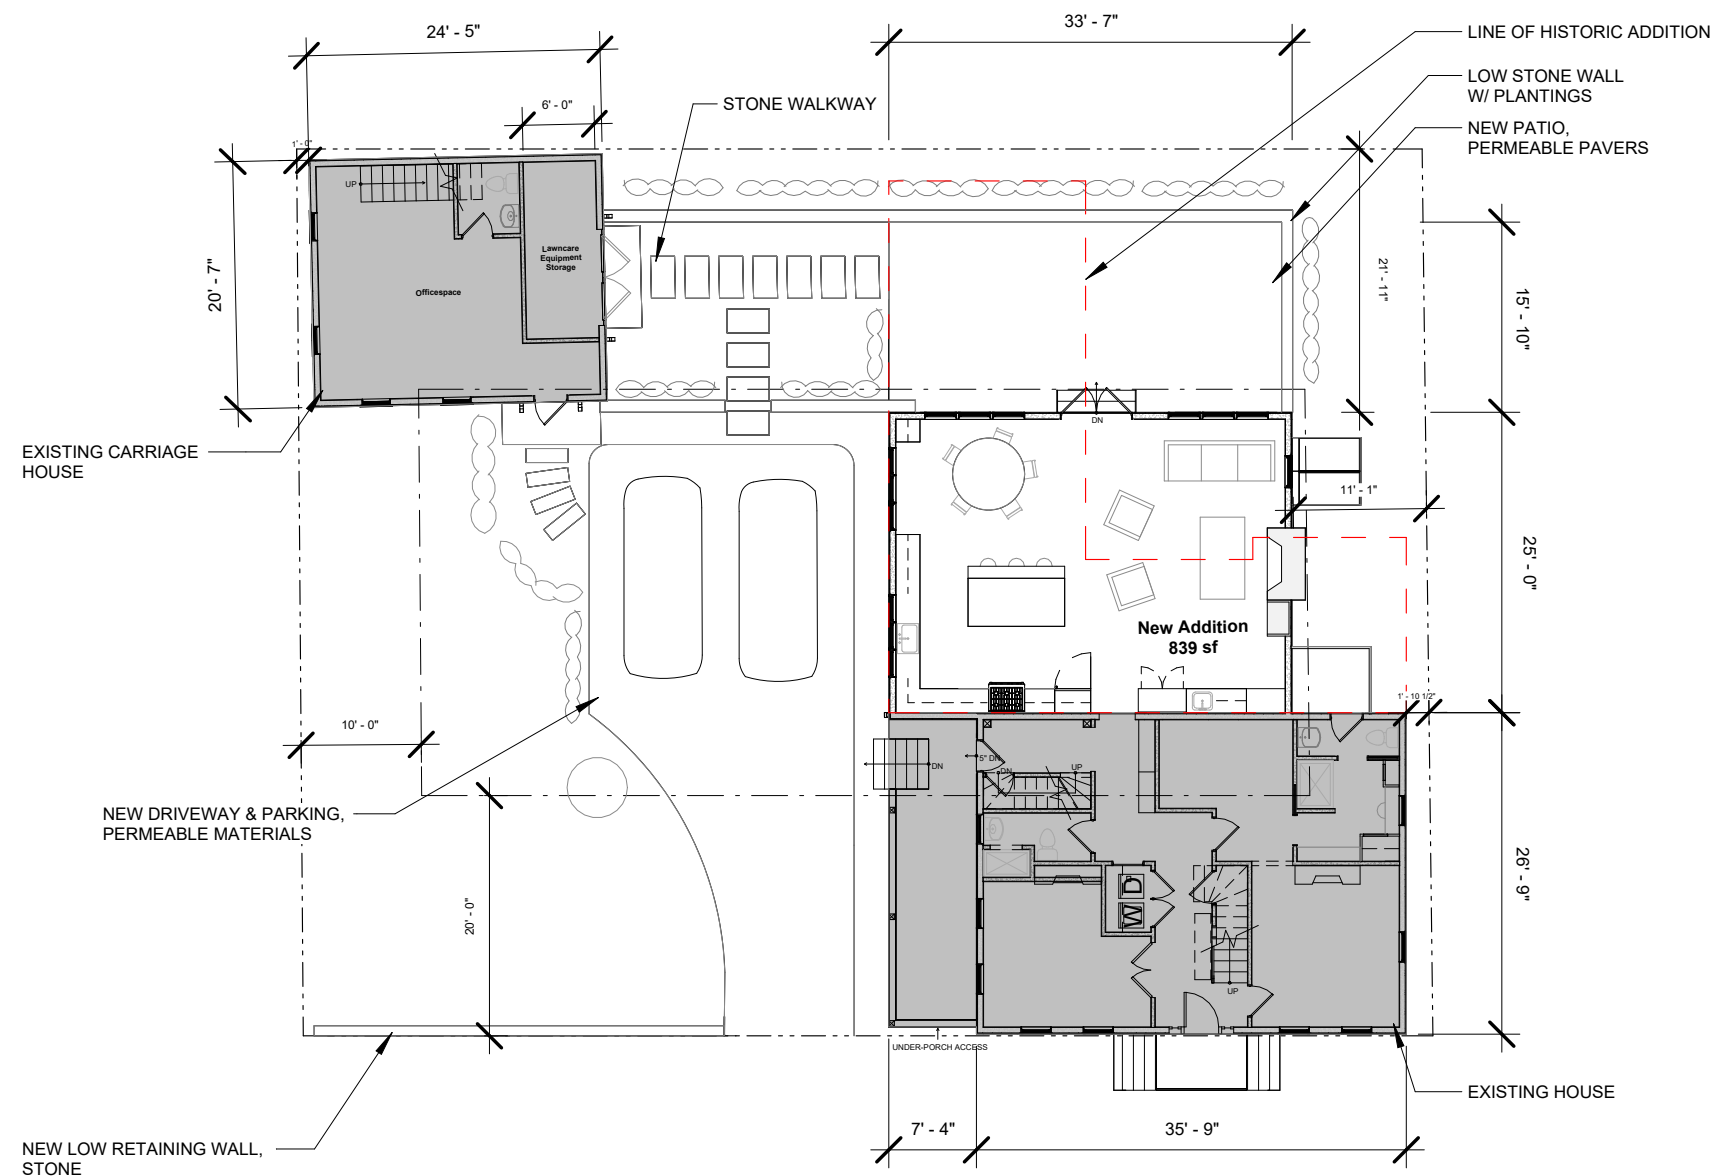 24' - 5"
33' - 7"
LINE OF HISTORIC ADDITION
LOW STONE WALL
W/ PLANTINGS
6' - 0"
STONE WALKWAY
NEW PATIO,
PERMEABLE PAVERS
1' - 0"
UP
Lawncare
Equipment
Storage
Officespace
20' - 7"
21' - 11"
15' - 10"
DN
EXISTING CARRIAGE
HOUSE
11' - 1"
25' - 0"
New Addition
839 sf
1' - 10 1/2"
10' - 0"
DN
5" DN
DN
UP
NEW DRIVEWAY & PARKING,
PERMEABLE MATERIALS
20' - 0"
26' - 9"
W D
UP
UNDER-PORCH ACCESS
EXISTING HOUSE
7' - 4"
35' - 9"
NEW LOW RETAINING WALL,
STONE